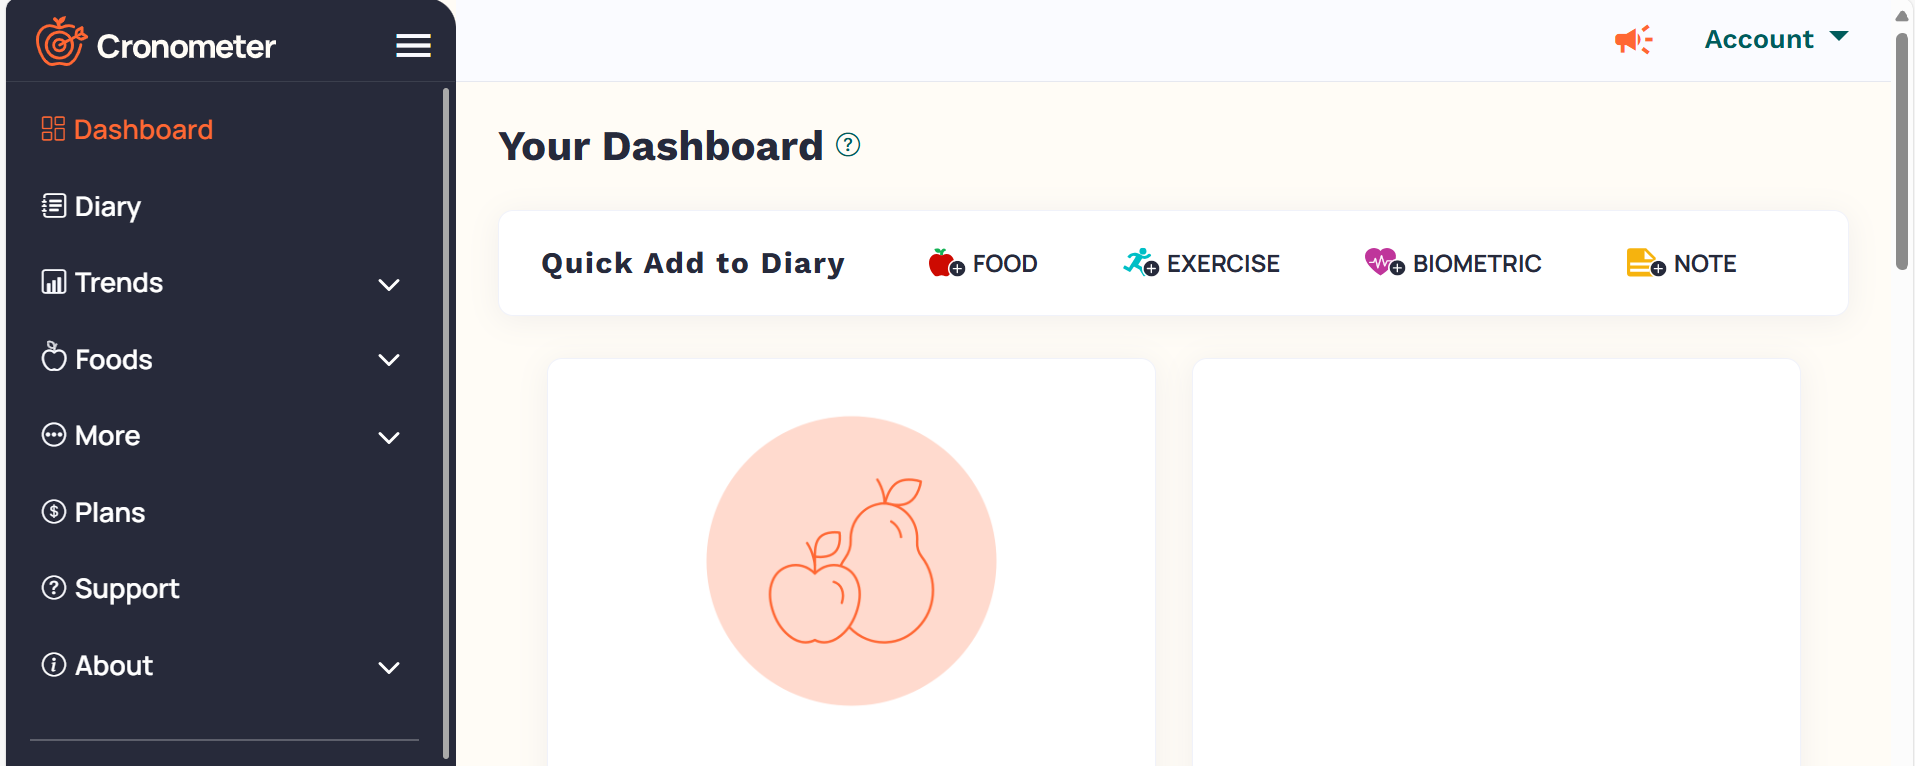 Cronometer
Account
Dashboard
Diary
Trends
Foods
More
Plans
Support
About
Your Dashboard ?
Quick Add to Diary
FOOD
EXERCISE
BIOMETRIC
NOTE